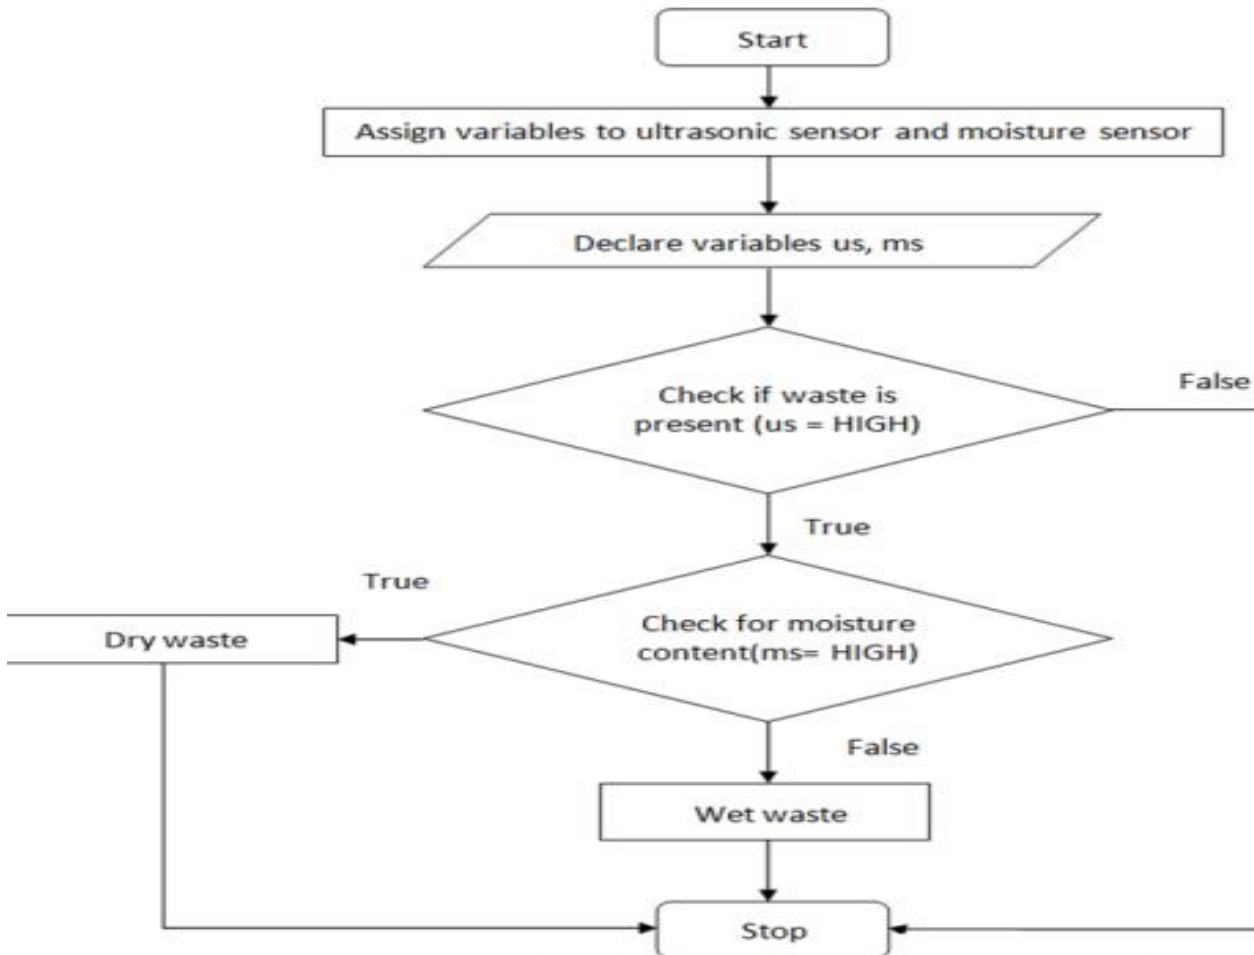 Start
Assign variables to ultrasonic sensor and moisture sensor
Declare variables us, ms
Check if waste is
present (us = HIGH)
False
True
True
Check for moisture
content(ms= HIGH)
Dry waste
False
Wet waste
Stop